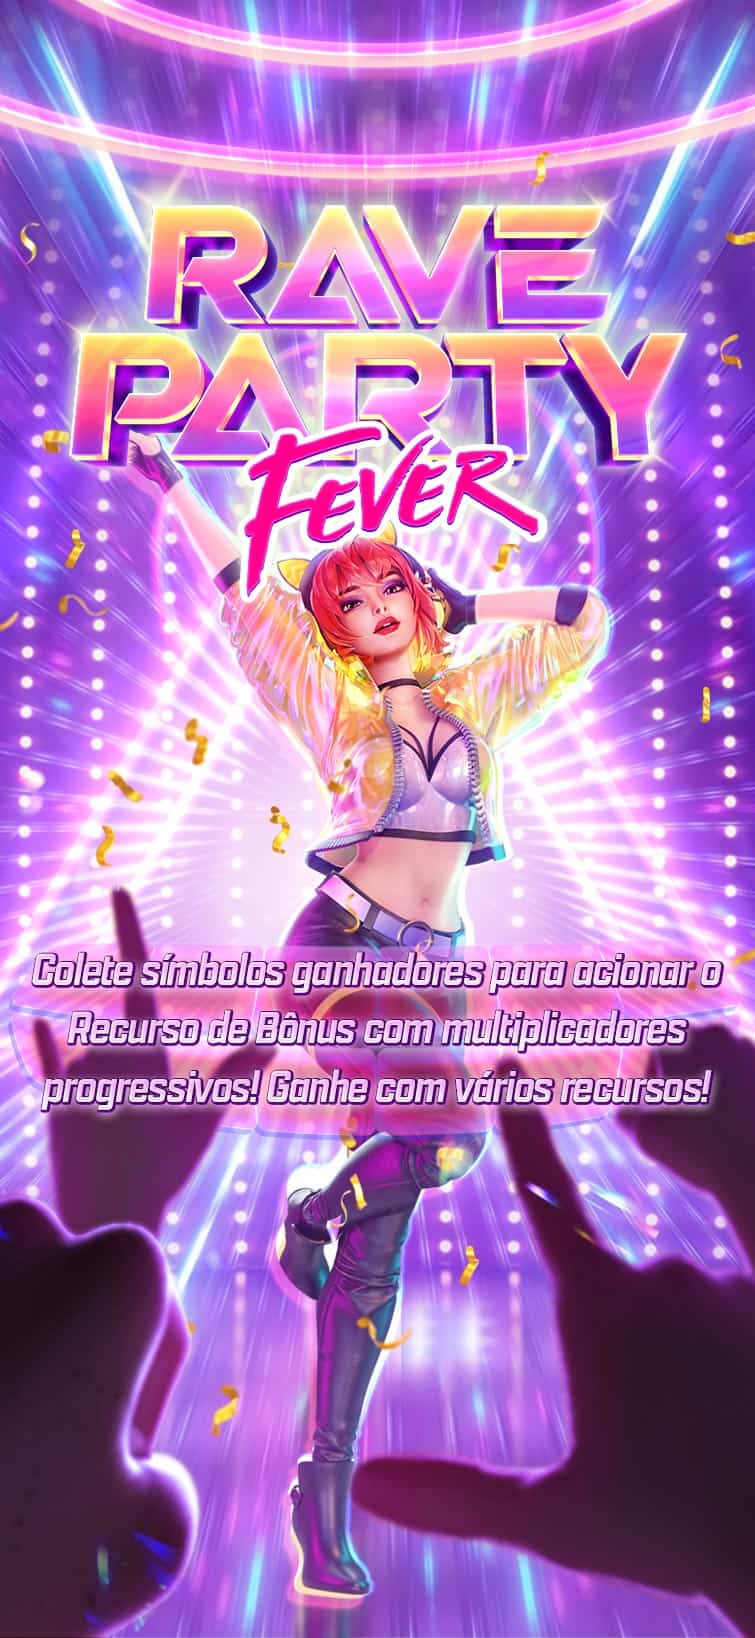 RAVE
PARTY
FEVER
Colete símbolos ganhadores para acionar o
Recurso de Bônus com multiplicadores
progressivos! Ganhe com vários recursos!